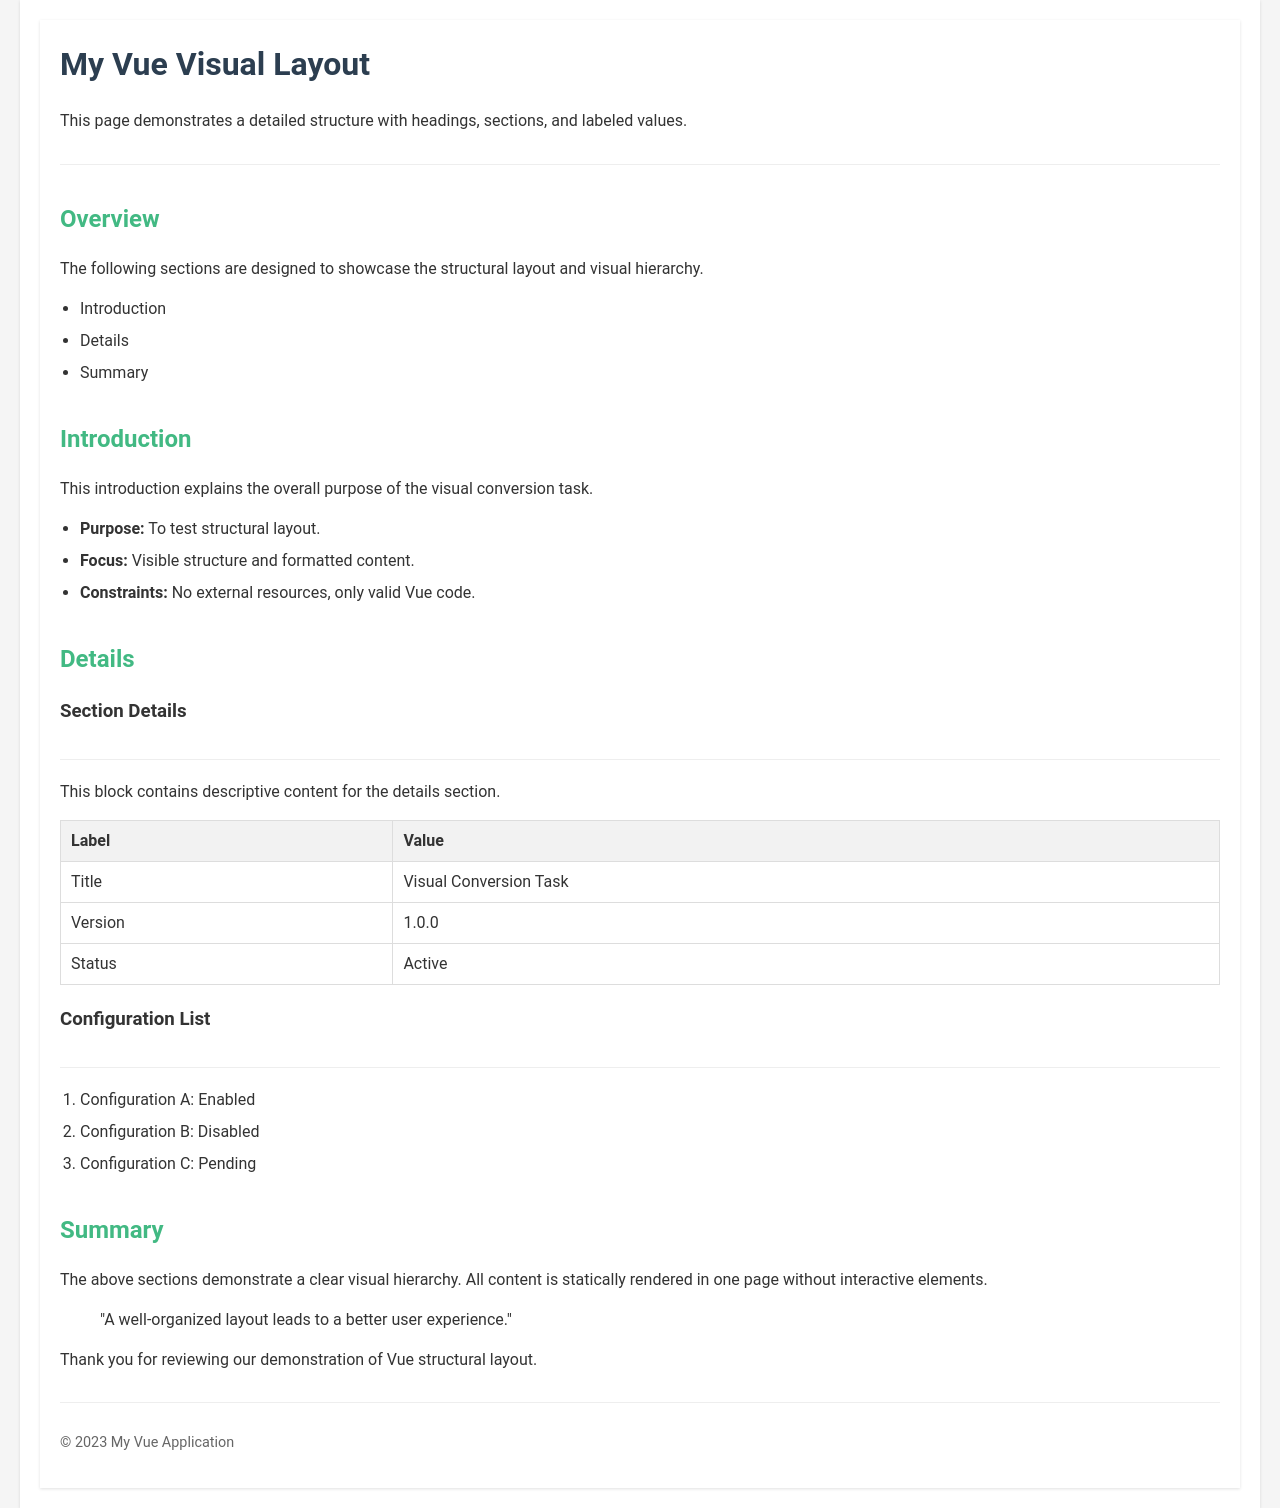 My Vue Visual Layout
This page demonstrates a detailed structure with headings, sections, and labeled values.
Overview
The following sections are designed to showcase the structural layout and visual hierarchy.
• Introduction
• Details
• Summary
Introduction
This introduction explains the overall purpose of the visual conversion task.
• Purpose: To test structural layout.
• Focus: Visible structure and formatted content.
• Constraints: No external resources, only valid Vue code.
Details
Section Details
This block contains descriptive content for the details section.
Label Value
Title Visual Conversion Task
Version 1.0.0
Status Active
Configuration List
1. Configuration A: Enabled
2. Configuration B: Disabled
3. Configuration C: Pending
Summary
The above sections demonstrate a clear visual hierarchy. All content is statically rendered in one page without interactive elements.
"A well-organized layout leads to a better user experience."
Thank you for reviewing our demonstration of Vue structural layout.
© 2023 My Vue Application